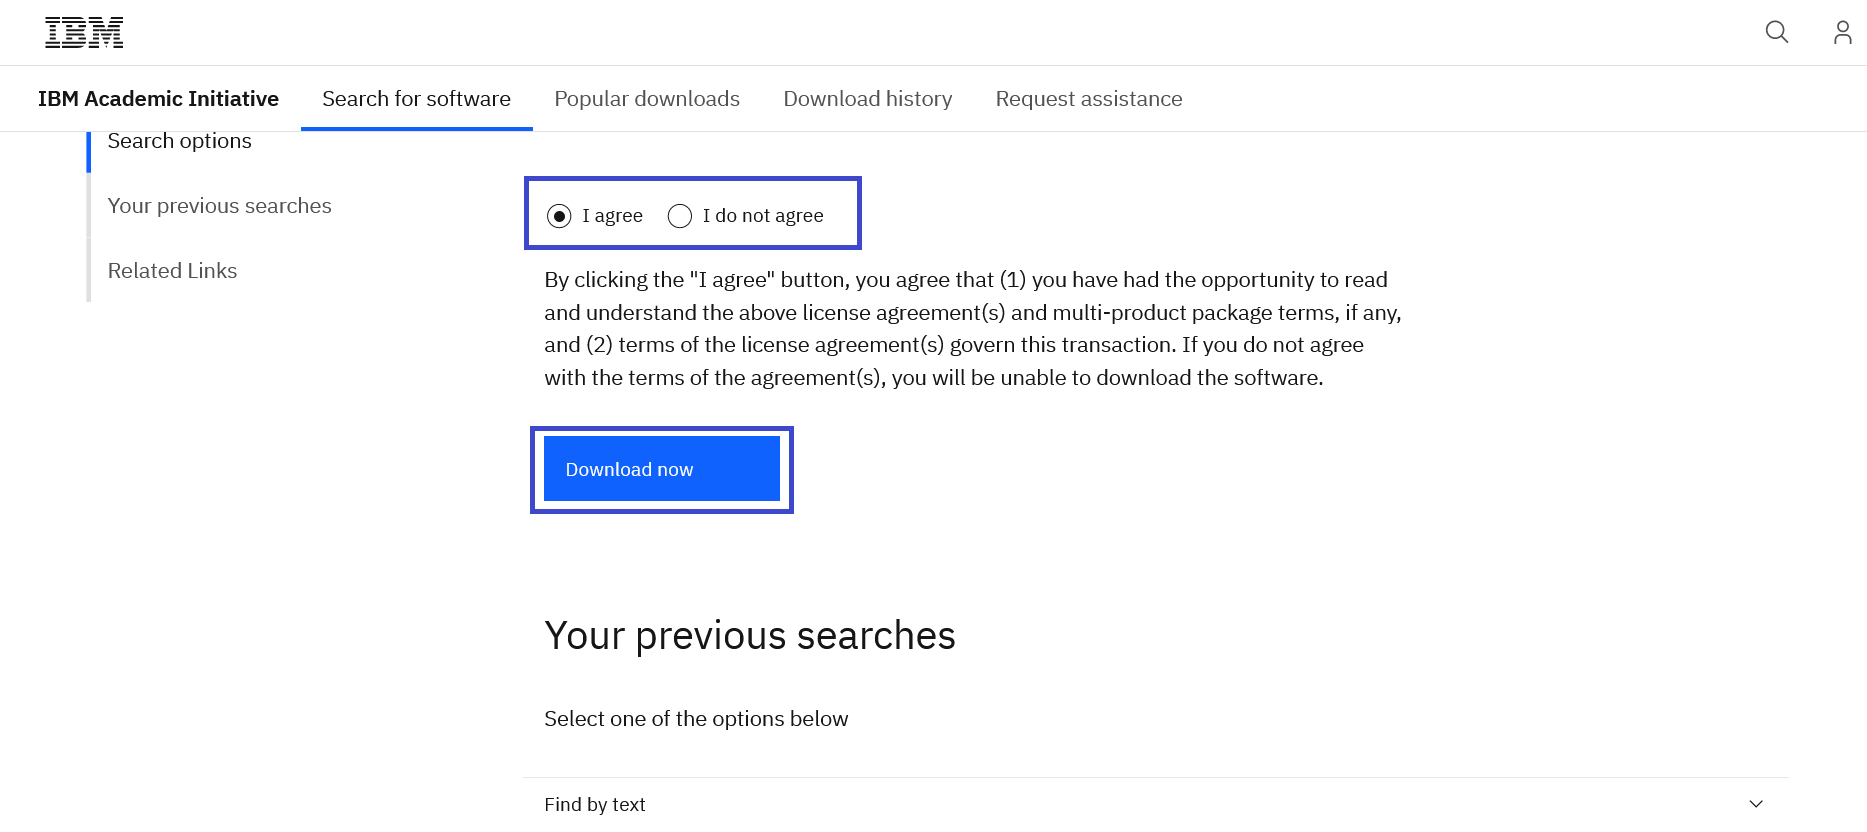 IBM
IBM Academic Initiative
Search for software
Popular downloads
Download history
Request assistance
Search options
Your previous searches
Related Links
I agree
I do not agree
By clicking the "I agree" button, you agree that (1) you have had the opportunity to read
and understand the above license agreement(s) and multi-product package terms, if any,
and (2) terms of the license agreement(s) govern this transaction. If you do not agree
with the terms of the agreement(s), you will be unable to download the software.
Download now
Your previous searches
Select one of the options below
Find by text